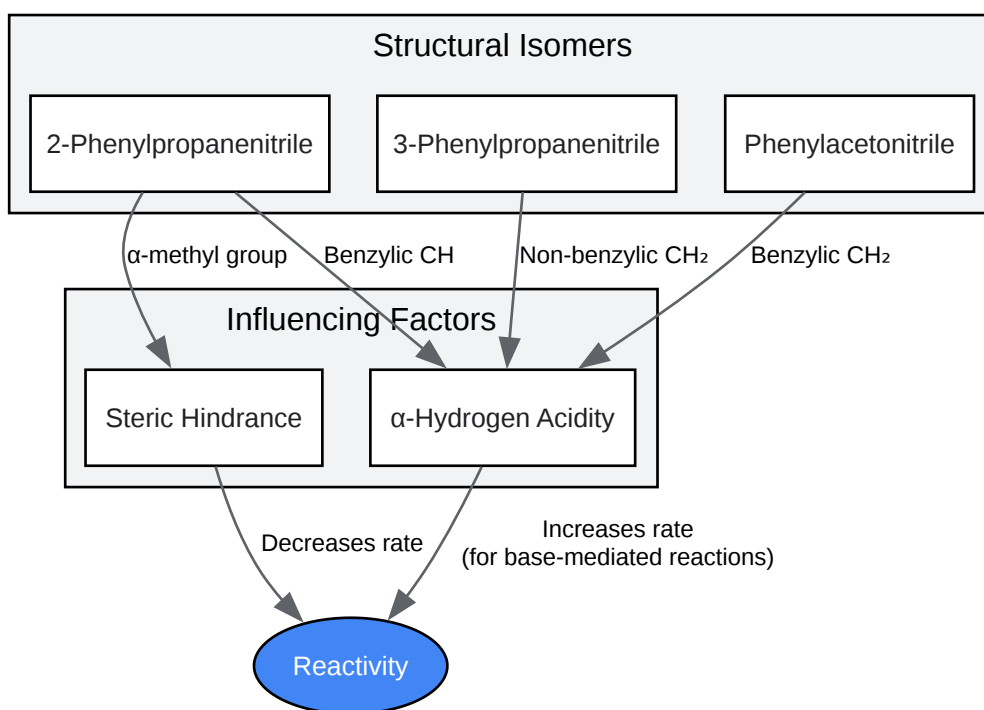 Structural Isomers
2-Phenylpropanenitrile
3-Phenylpropanenitrile
Phenylacetonitrile
α-methyl group
Benzylic CH
Non-benzylic CH₂
Benzylic CH₂
Influencing Factors
Steric Hindrance
α-Hydrogen Acidity
Decreases rate
Increases rate
(for base-mediated reactions)
Reactivity